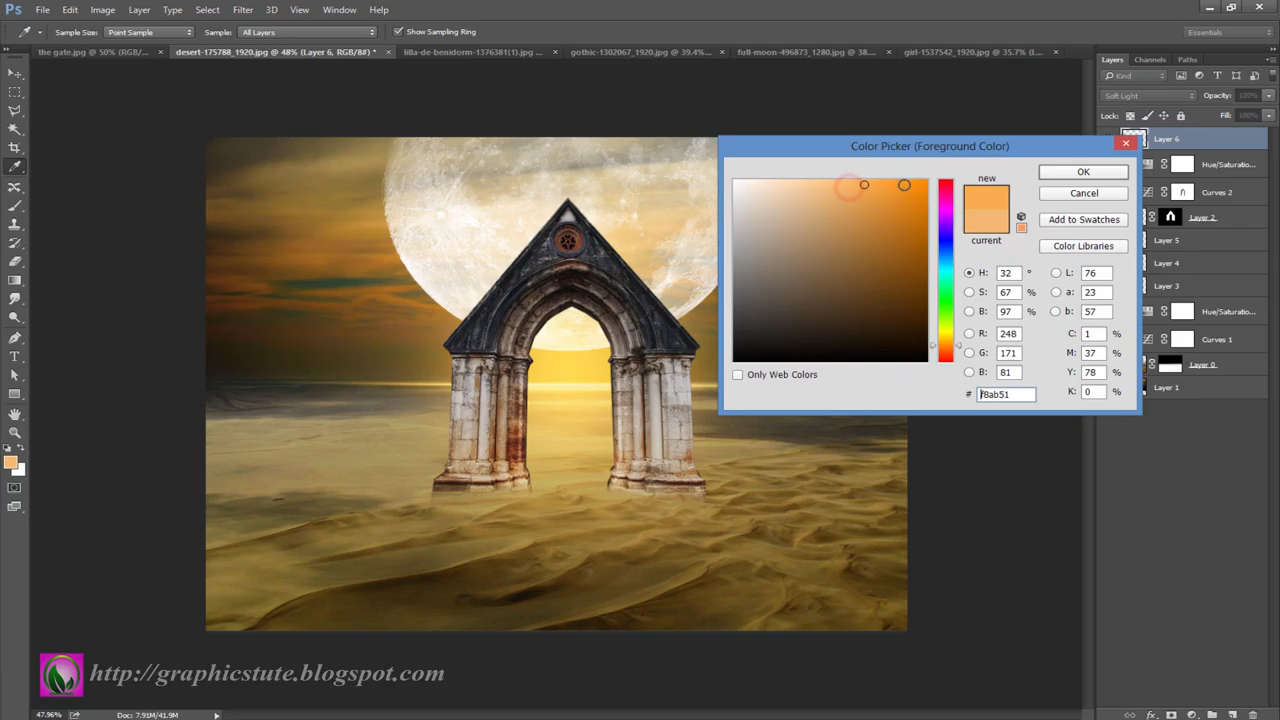 Ps File Edit Image Layer Type Select Filter 3D View Window Help
Sample Size: Point Sample Sample: All Layers Show Sampling Ring Essentials
the gate.jpg @ 50% (RGB/... × desert-175788_1920.jpg @ 48% (Layer 6, RGB/8#) * × lilla-de-benidorm-1376381(1).jpg ... × gothic-1302067_1920.jpg @ 39.4%... × full-moon-496873_1280.jpg @ 38.... × girl-1537542_1920.jpg @ 35.7% (L... ×
Layers Channels Paths
Kind
Soft Light Opacity: 100%
Lock: Fill: 100%
Layer 6
Hue/Saturatio...
Curves 2
Layer 2
Layer 5
Layer 4
Layer 3
Hue/Saturatio...
Curves 1
Layer 0
Layer 1
Color Picker (Foreground Color)
new
current
OK
Cancel
Add to Swatches
Color Libraries
H: 32 ° L: 76
S: 67 % a: 23
B: 97 % b: 57
R: 248 C: 1 %
G: 171 M: 37 %
B: 81 Y: 78 %
# f8ab51 K: 0 %
Only Web Colors
http://graphicstute.blogspot.com
47.96% Doc: 7.91M/41.9M